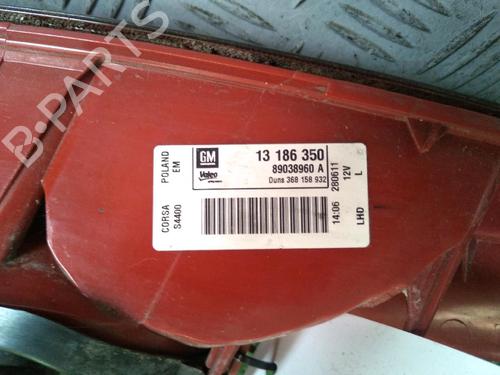 B-PARTS
GM
13 186 350
Valeo
89038960 A
Duns 368 158 932
POLAND
EM
CORSA
S4400
14:06 280611
12V
L
LHD